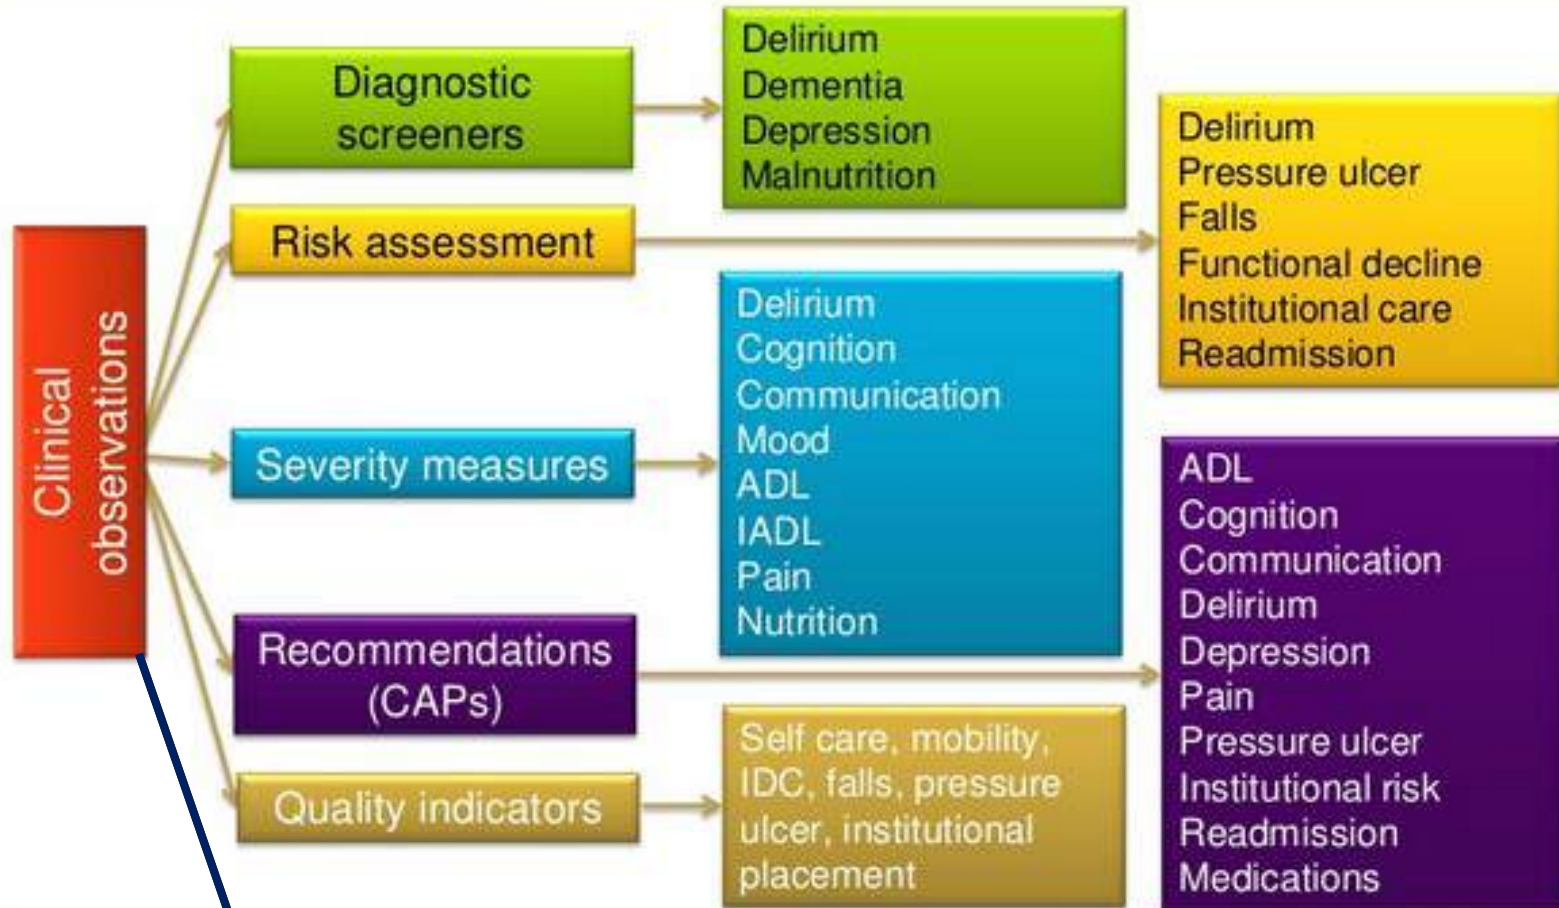 Clinical
observations
Diagnostic
screeners
Delirium
Dementia
Depression
Malnutrition
Risk assessment
Delirium
Pressure ulcer
Falls
Functional decline
Institutional care
Readmission
Severity measures
Delirium
Cognition
Communication
Mood
ADL
IADL
Pain
Nutrition
Recommendations
(CAPs)
ADL
Cognition
Communication
Delirium
Depression
Pain
Pressure ulcer
Institutional risk
Readmission
Medications
Quality indicators
Self care, mobility,
IDC, falls, pressure
ulcer, institutional
placement